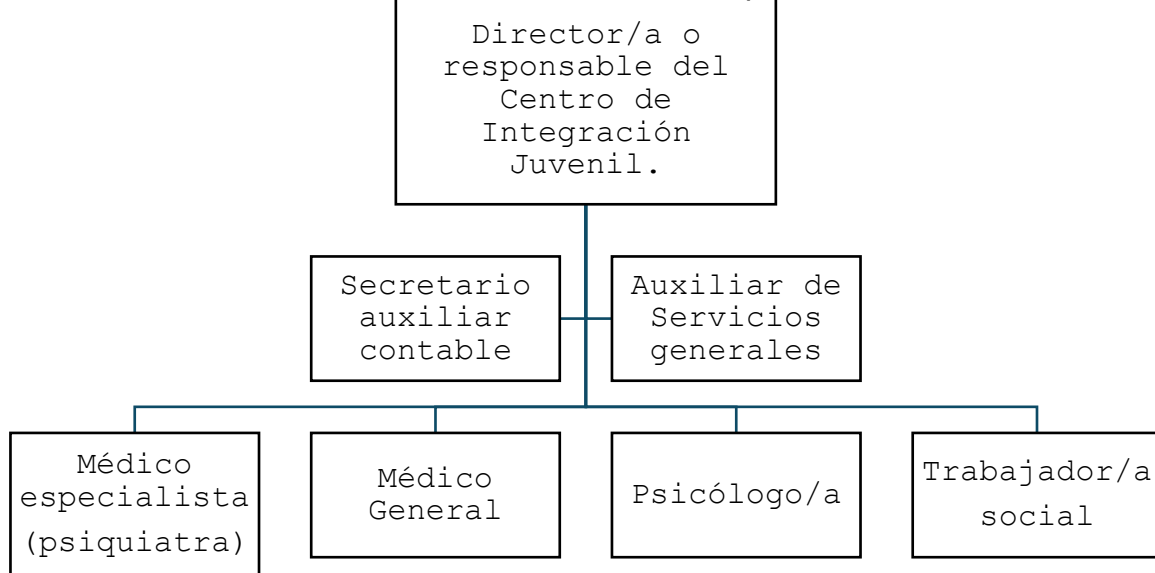 Director/a o
responsable del
Centro de
Integración
Juvenil.
Secretario
auxiliar
contable
Auxiliar de
Servicios
generales
Médico
especialista
(psiquiatra)
Médico
General
Psicólogo/a
Trabajador/a
social